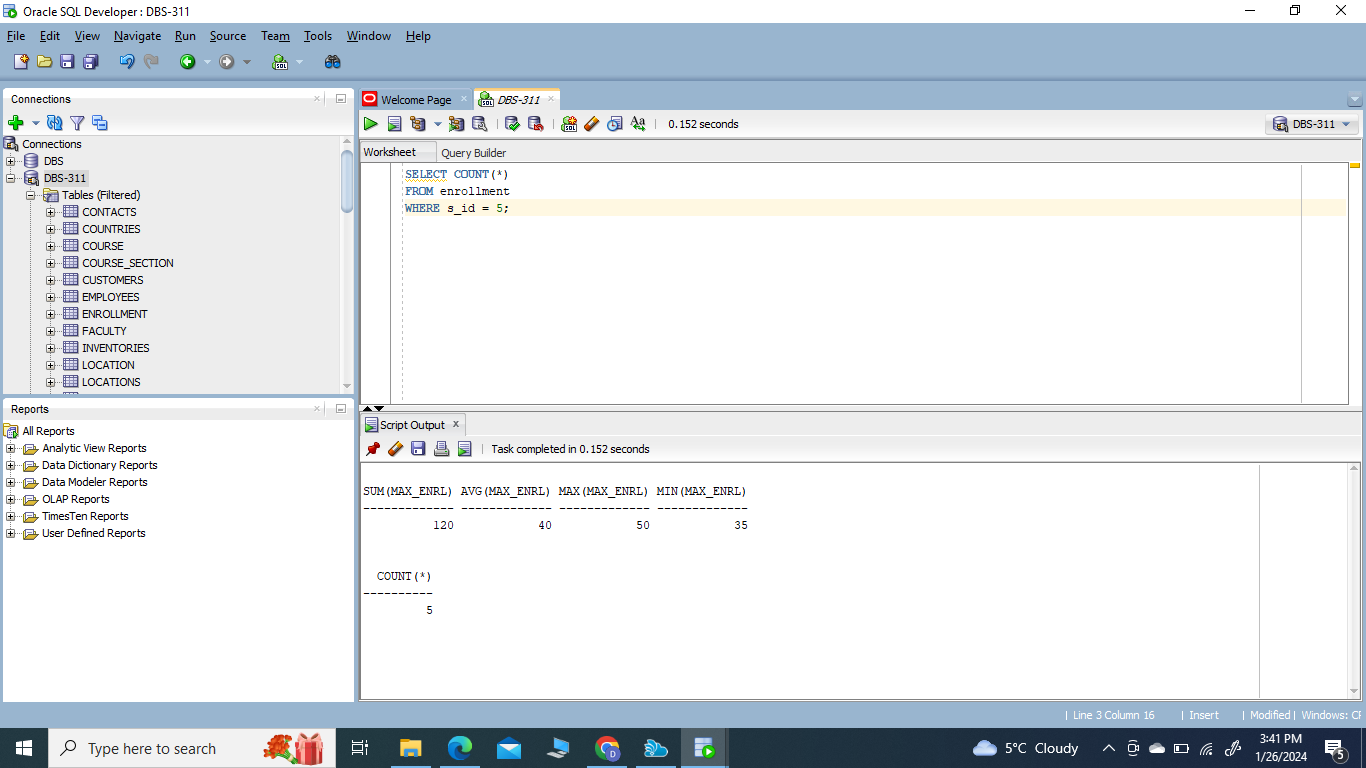 Oracle SQL Developer : DBS-311
File Edit View Navigate Run Source Team Tools Window Help
Connections
Connections
DBS
DBS-311
Tables (Filtered)
CONTACTS
COUNTRIES
COURSE
COURSE_SECTION
CUSTOMERS
EMPLOYEES
ENROLLMENT
FACULTY
INVENTORIES
LOCATION
LOCATIONS
Reports
All Reports
Analytic View Reports
Data Dictionary Reports
Data Modeler Reports
OLAP Reports
TimesTen Reports
User Defined Reports
Welcome Page
DBS-311
0.152 seconds
DBS-311
Worksheet
Query Builder
SELECT COUNT(*)
FROM enrollment
WHERE s_id = 5;
Script Output
Task completed in 0.152 seconds
SUM(MAX_ENRL) AVG(MAX_ENRL) MAX(MAX_ENRL) MIN(MAX_ENRL)
------------- ------------- ------------- -------------
120 40 50 35
COUNT(*)
----------
5
Line 3 Column 16 | Insert | Modified | Windows: CF
Type here to search
5°C Cloudy
3:41 PM
1/26/2024
5